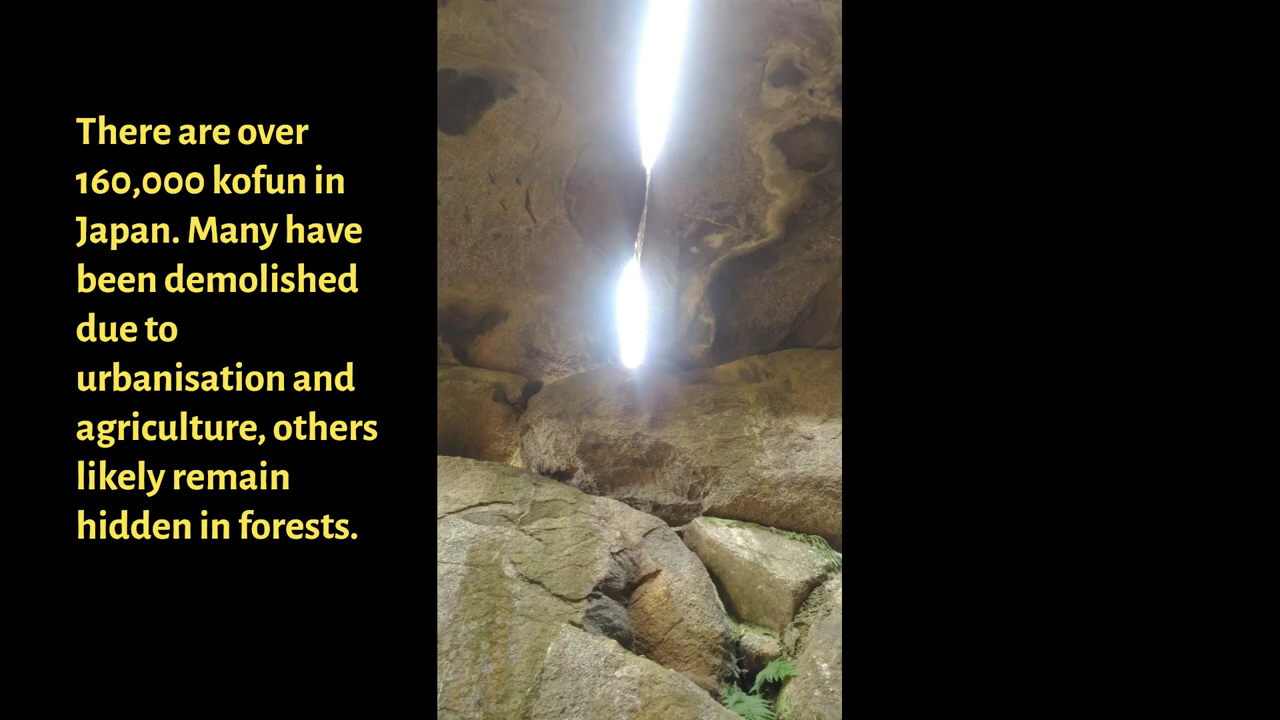 There are over
160,000 kofun in
Japan. Many have
been demolished
due to
urbanisation and
agriculture, others
likely remain
hidden in forests.